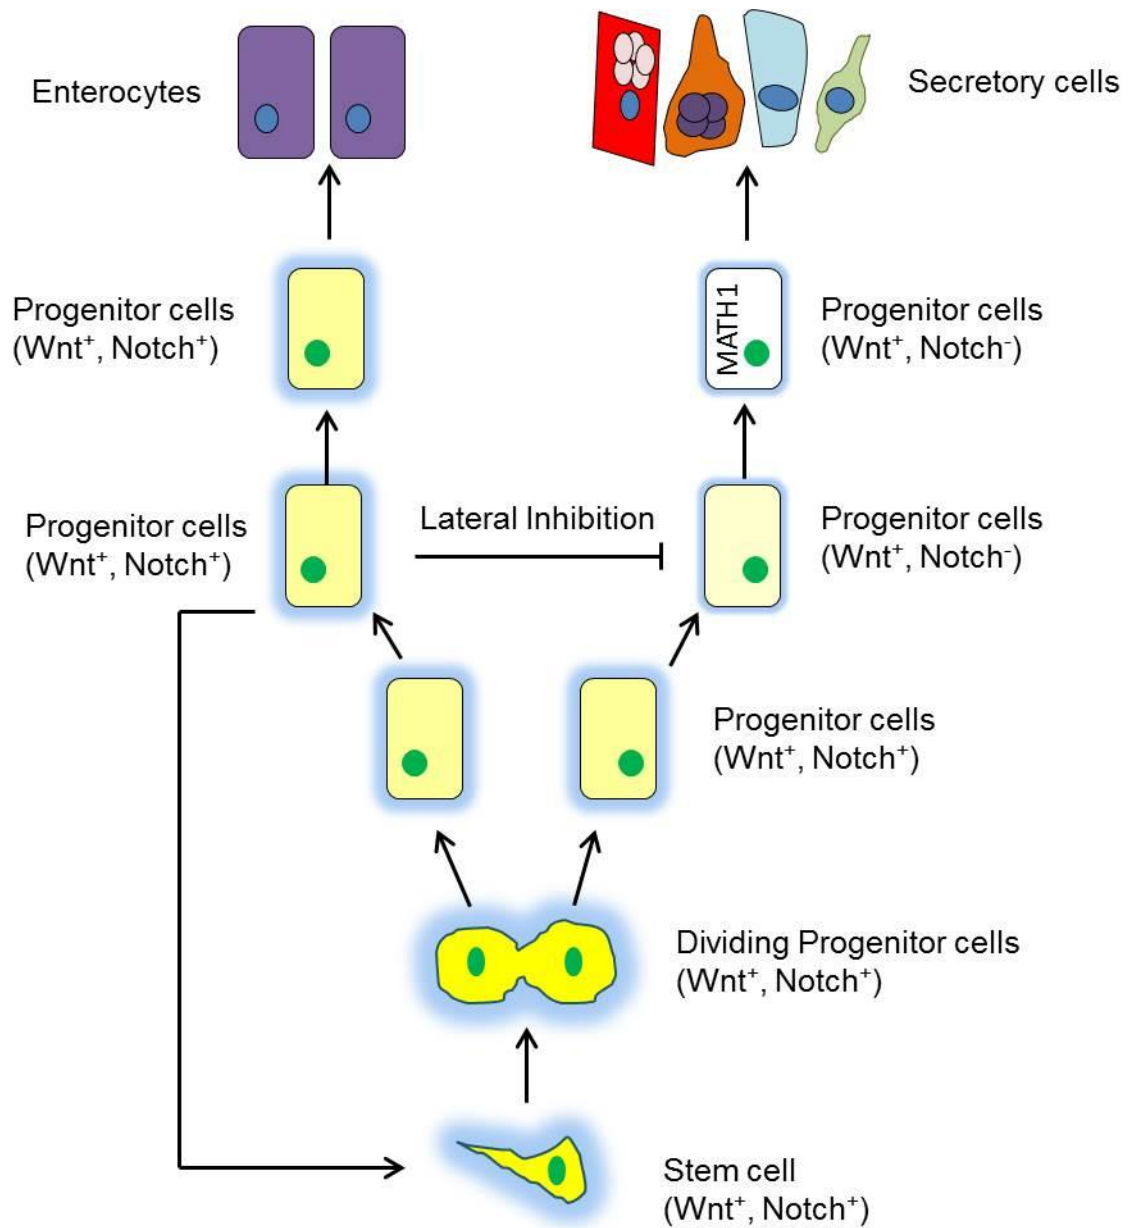 Enterocytes
Secretory cells
Progenitor cells
(Wnt⁺, Notch⁺)
MATH1
Progenitor cells
(Wnt⁺, Notch⁻)
Progenitor cells
(Wnt⁺, Notch⁺)
Lateral Inhibition
Progenitor cells
(Wnt⁺, Notch⁻)
Progenitor cells
(Wnt⁺, Notch⁺)
Dividing Progenitor cells
(Wnt⁺, Notch⁺)
Stem cell
(Wnt⁺, Notch⁺)